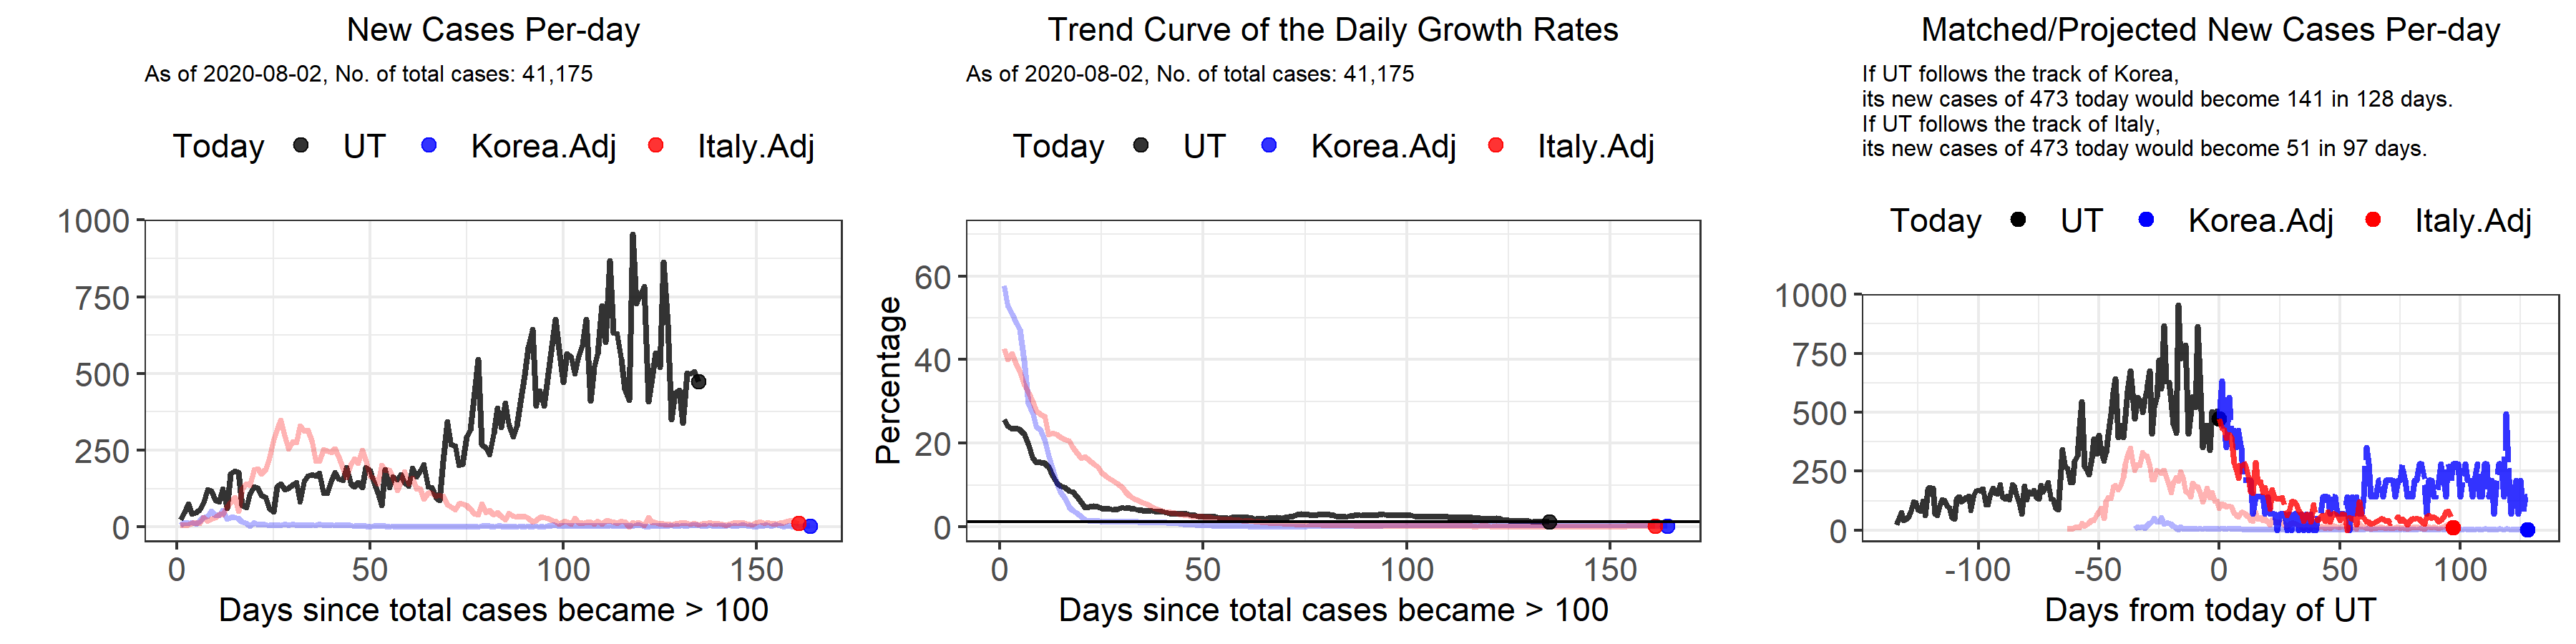 New Cases Per-day
As of 2020-08-02, No. of total cases: 41,175
Today UT Korea.Adj Italy.Adj
1000
750
500
250
0
0 50 100 150
Days since total cases became > 100
Trend Curve of the Daily Growth Rates
As of 2020-08-02, No. of total cases: 41,175
Today UT Korea.Adj Italy.Adj
Percentage
60
40
20
0
0 50 100 150
Days since total cases became > 100
Matched/Projected New Cases Per-day
If UT follows the track of Korea,
its new cases of 473 today would become 141 in 128 days.
If UT follows the track of Italy,
its new cases of 473 today would become 51 in 97 days.
Today UT Korea.Adj Italy.Adj
1000
750
500
250
0
-100 -50 0 50 100
Days from today of UT